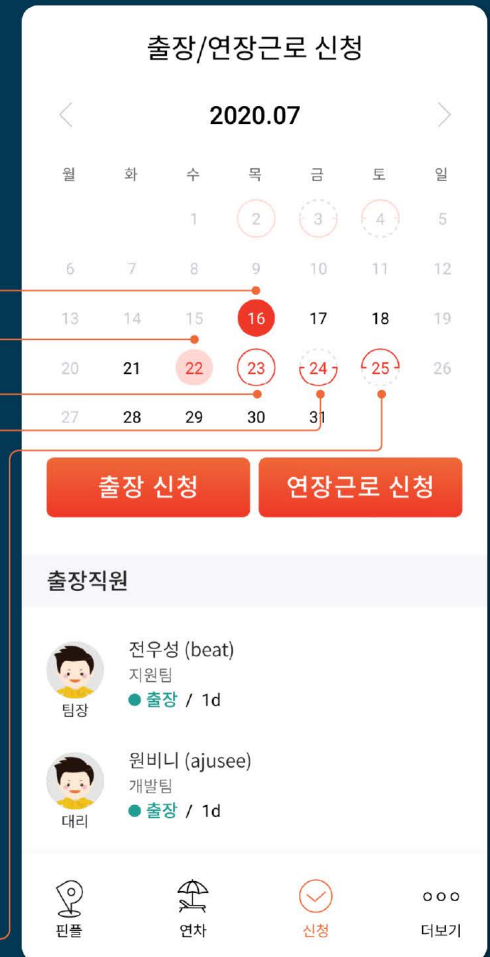 출장/연장근로 신청
2020.07
월 화 수 목 금 토 일
1 2 3 4 5
6 7 8 9 10 11 12
13 14 15 16 17 18 19
20 21 22 23 24 25 26
27 28 29 30 31
출장 신청 연장근로 신청
출장직원
전우성 (beat)
지원팀
팀장
출장 / 1d
원비니 (ajusee)
개발팀
대리
출장 / 1d
핀플 연차 신청 더보기